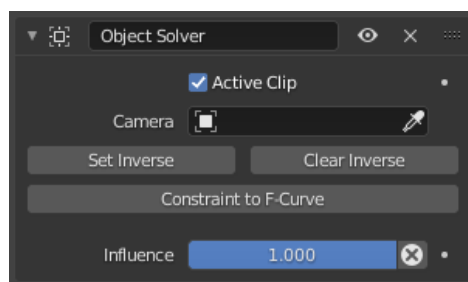 Object Solver
Active Clip
Camera
Set Inverse Clear Inverse
Constraint to F-Curve
Influence 1.000